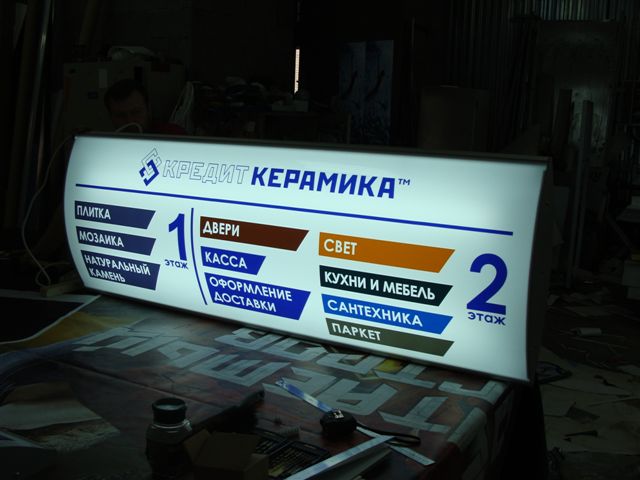 КРЕДИТ КЕРАМИКА™
ПЛИТКА
МОЗАИКА
НАТУРАЛЬНЫЙ
КАМЕНЬ
1
этаж
ДВЕРИ
КАССА
ОФОРМЛЕНИЕ
ДОСТАВКИ
СВЕТ
КУХНИ И МЕБЕЛЬ
САНТЕХНИКА
ПАРКЕТ
2
этаж